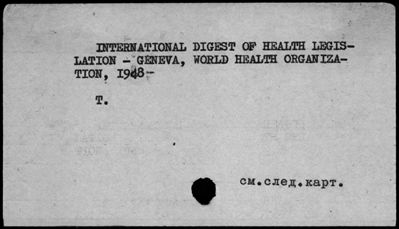 INTERNATIONAL DIGEST OF HEALTH LEGIS-
LATION - GENEVA, WORLD HEALTH ORGANIZA-
TION, 1948-
T.
см.след.карт.